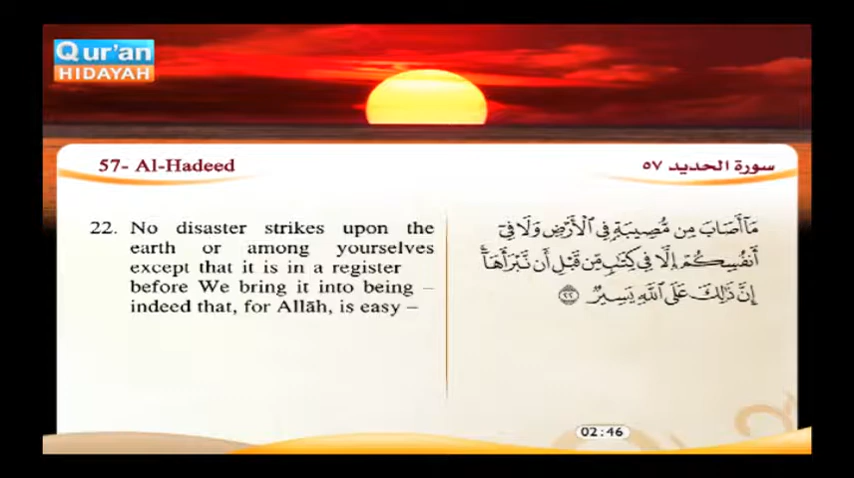 Qur'an
HIDAYAH
57- Al-Hadeed
سورة الحديد ٥٧
22. No disaster strikes upon the
earth or among yourselves
except that it is in a register
before We bring it into being –
indeed that, for Allāh, is easy –
مَآ أَصَابَ مِن مُّصِيبَةٍ فِى ٱلْأَرْضِ وَلَا فِىٓ
أَنفُسِكُمْ إِلَّا فِى كِتَٰبٍ مِّن قَبْلِ أَن نَّبْرَأَهَآ ۚ
إِنَّ ذَٰلِكَ عَلَى ٱللَّهِ يَسِيرٌ ٢٢
02:46